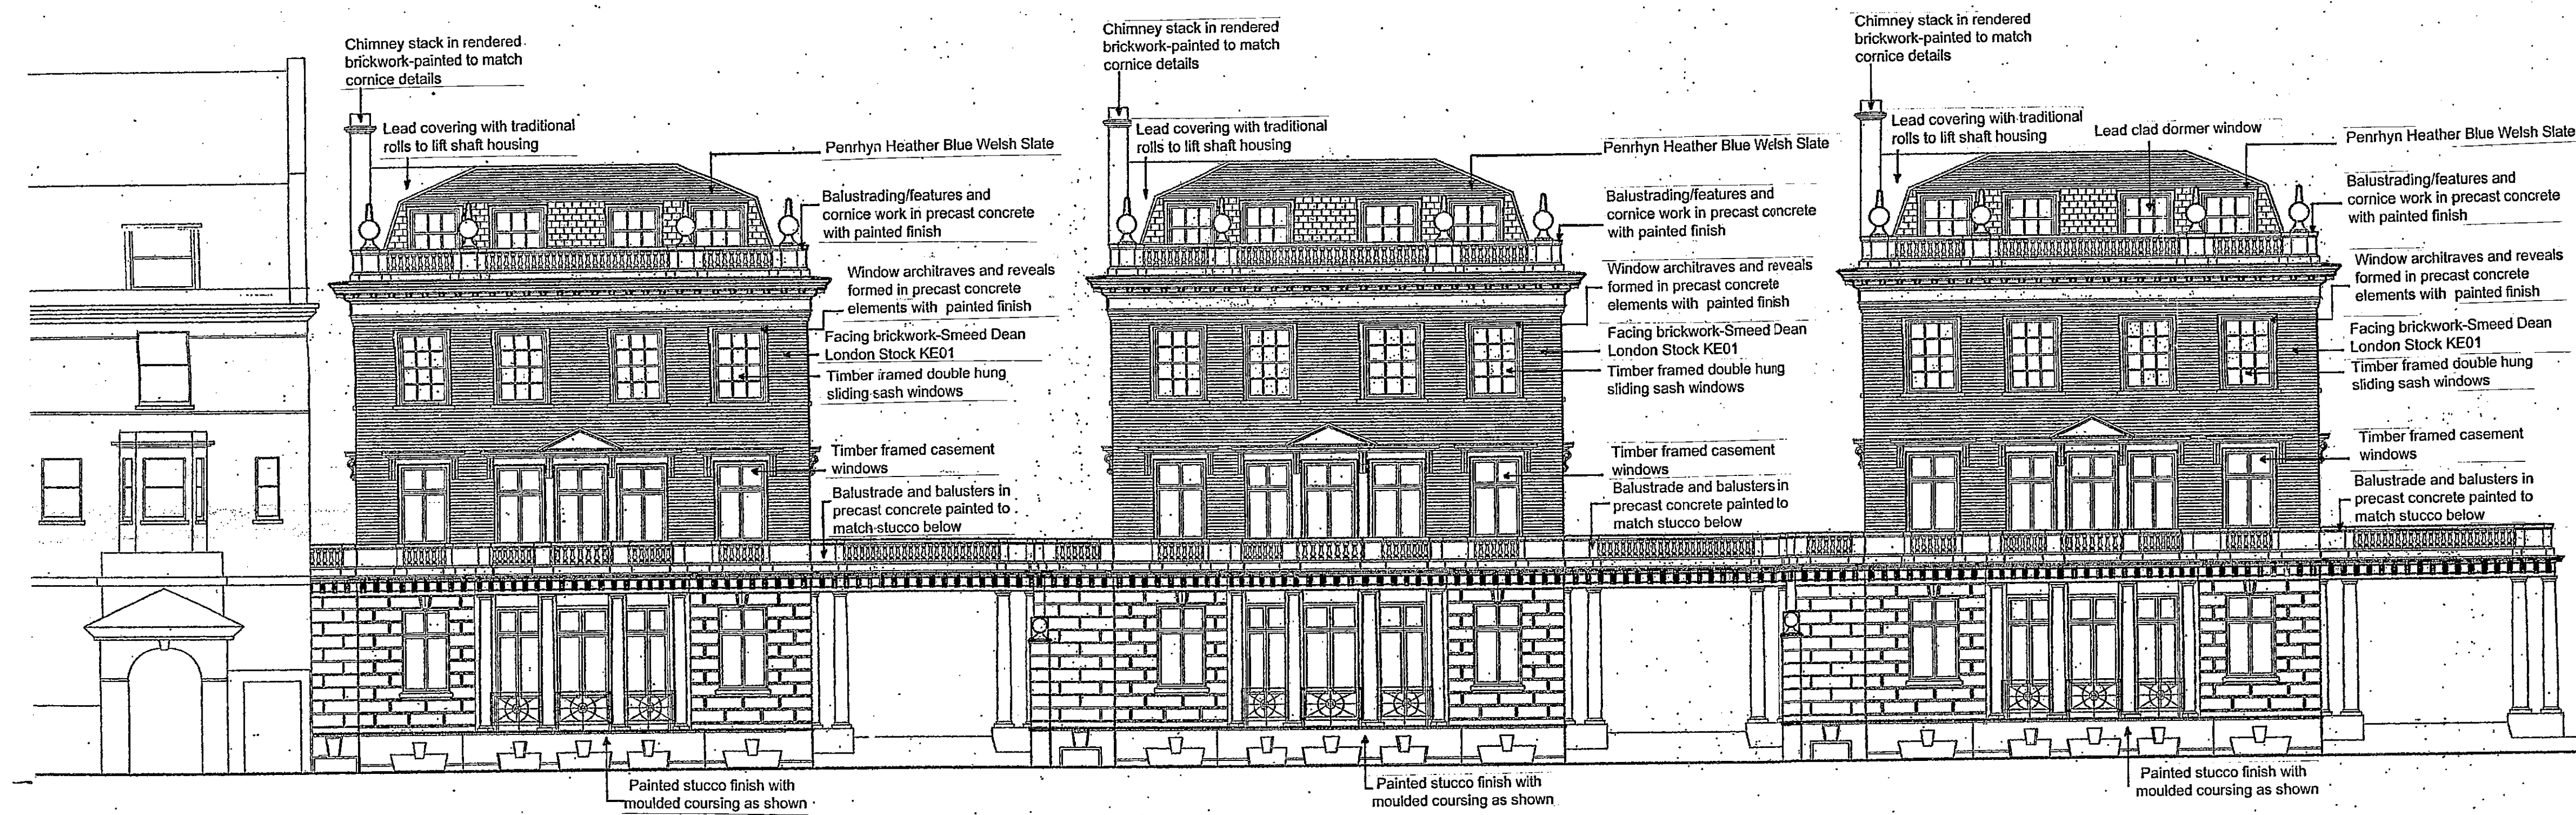 Chimney stack in rendered
brickwork-painted to match
cornice details
Lead covering with traditional
rolls to lift shaft housing
Penrhyn Heather Blue Welsh Slate
Balustrading/features and
cornice work in precast concrete
with painted finish
Window architraves and reveals
formed in precast concrete
elements with painted finish
Facing brickwork-Smeed Dean
London Stock KE01
Timber framed double hung
sliding sash windows
Timber framed casement
windows
Balustrade and balusters in
precast concrete painted to
match stucco below
Painted stucco finish with
moulded coursing as shown
Chimney stack in rendered
brickwork-painted to match
cornice details
Lead covering with traditional
rolls to lift shaft housing
Penrhyn Heather Blue Welsh Slate
Balustrading/features and
cornice work in precast concrete
with painted finish
Window architraves and reveals
formed in precast concrete
elements with painted finish
Facing brickwork-Smeed Dean
London Stock KE01
Timber framed double hung
sliding sash windows
Timber framed casement
windows
Balustrade and balusters in
precast concrete painted to
match stucco below
Painted stucco finish with
moulded coursing as shown
Chimney stack in rendered
brickwork-painted to match
cornice details
Lead covering with traditional
rolls to lift shaft housing
Lead clad dormer window
Penrhyn Heather Blue Welsh Slate
Balustrading/features and
cornice work in precast concrete
with painted finish
Window architraves and reveals
formed in precast concrete
elements with painted finish
Facing brickwork-Smeed Dean
London Stock KE01
Timber framed double hung
sliding sash windows
Timber framed casement
windows
Balustrade and balusters in
precast concrete painted to
match stucco below
Painted stucco finish with
moulded coursing as shown